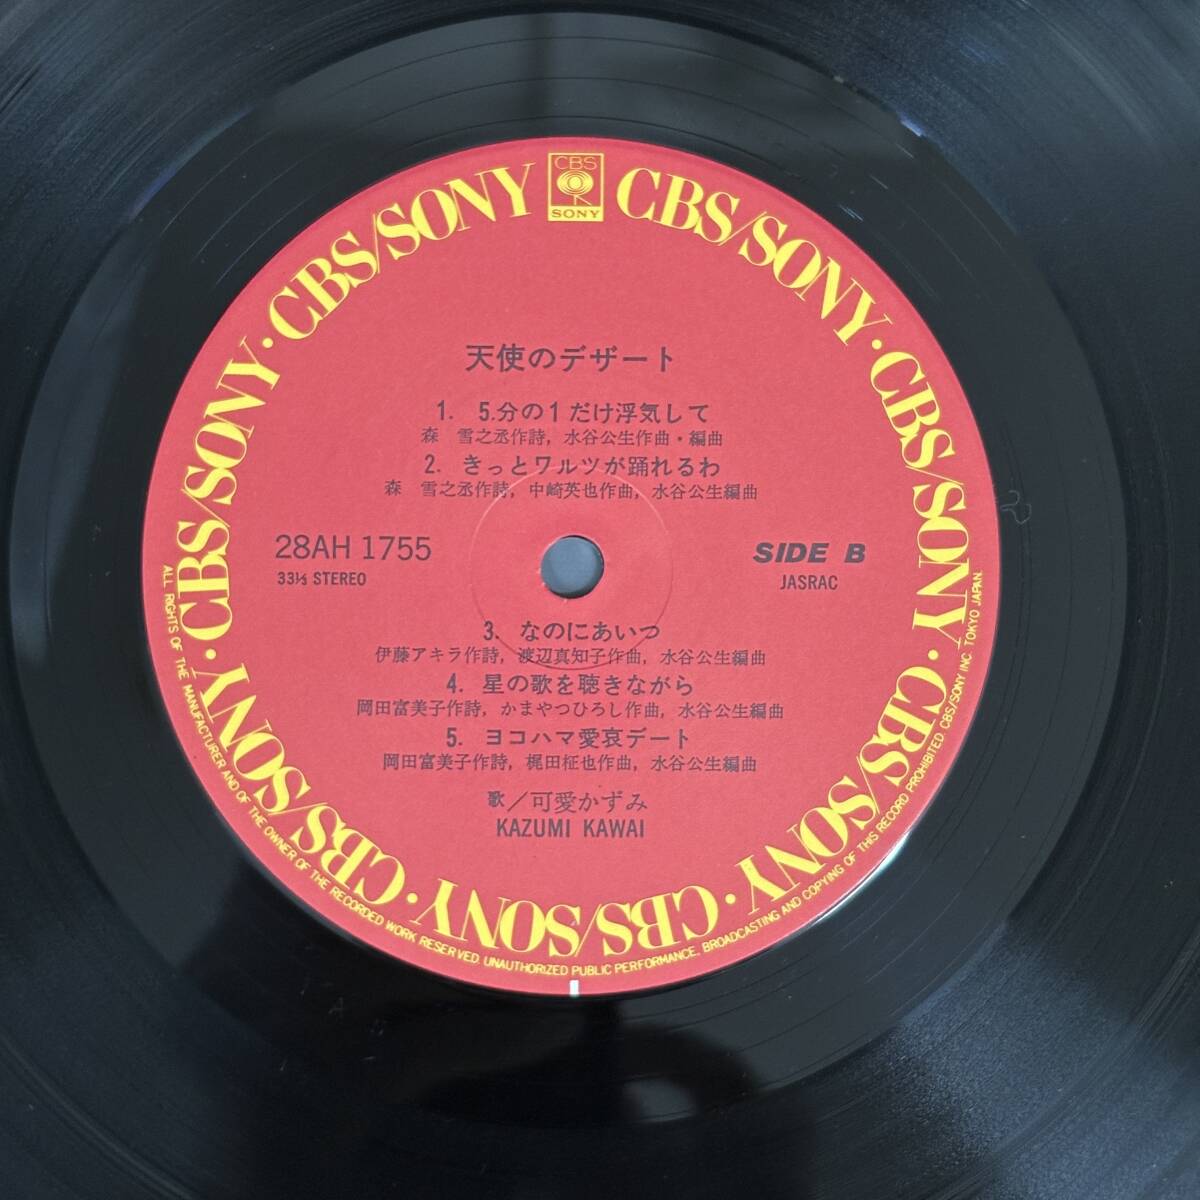 CBS
SONY
CBS/SONY · CBS/SONY · CBS/SONY · CBS/SONY · CBS/SONY · CBS/SONY · CBS/SONY · CBS/SONY
天使のデザート
1. 5.分の1だけ浮気して
森 雪之丞作詩, 水谷公生作曲・編曲
2. きっとワルツが踊れるわ
森 雪之丞作詩, 中崎英也作曲, 水谷公生編曲
28AH 1755
33⅓ STEREO
SIDE B
JASRAC
3. なのにあいつ
伊藤アキラ作詩, 渡辺真知子作曲, 水谷公生編曲
4. 星の歌を聴きながら
岡田富美子作詩, かまやつひろし作曲, 水谷公生編曲
5. ヨコハマ愛哀デート
岡田富美子作詩, 梶田柾也作曲, 水谷公生編曲
歌/可愛かずみ
KAZUMI KAWAI
ALL RIGHTS OF THE MANUFACTURER AND OF THE OWNER OF THE RECORDED WORK RESERVED. UNAUTHORIZED PUBLIC PERFORMANCE, BROADCASTING AND COPYING OF THIS RECORD PROHIBITED CBS/SONY INC. TOKYO JAPAN.